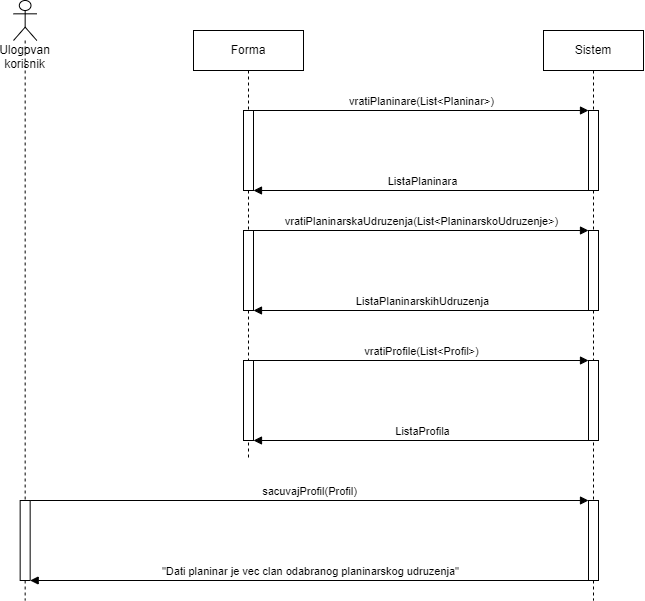 Ulogovan
korisnik
Forma
Sistem
vratiPlaninare(List<Planinar>)
ListaPlaninara
vratiPlaninarskaUdruzenja(List<PlaninarskoUdruzenje>)
ListaPlaninarskihUdruzenja
vratiProfile(List<Profil>)
ListaProfila
sacuvajProfil(Profil)
"Dati planinar je vec clan odabranog planinarskog udruzenja"